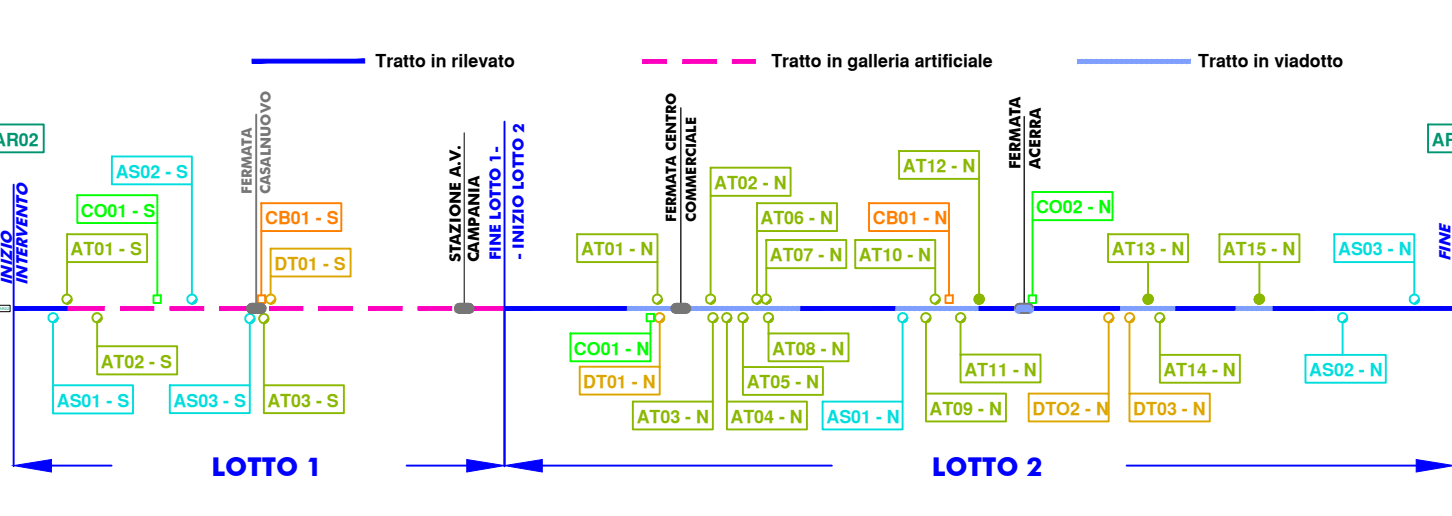 Tratto in rilevato
Tratto in galleria artificiale
Tratto in viadotto
AR02
INIZIO
INTERVENTO
AS02 - S
CO01 - S
AT01 - S
FERMATA
CASALNUOVO
CB01 - S
DT01 - S
STAZIONE A.V.
CAMPANIA
FINE LOTTO 1-
- INIZIO LOTTO 2
AT01 - N
FERMATA CENTRO
COMMERCIALE
AT02 - N
AT06 - N
AT07 - N
AT12 - N
CB01 - N
AT10 - N
FERMATA
ACERRA
CO02 - N
AT13 - N
AT15 - N
AS03 - N
FINE
AT02 - S
AS01 - S
AS03 - S
AT03 - S
CO01 - N
DT01 - N
AT03 - N
AT04 - N
AT05 - N
AT08 - N
AS01 - N
AT09 - N
AT11 - N
DTO2 - N
DT03 - N
AT14 - N
AS02 - N
LOTTO 1
LOTTO 2